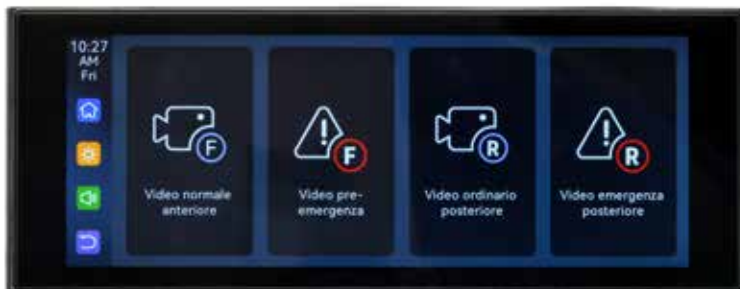 10:27
AM
Fri
F
Video normale
anteriore
F
Video pre-
emergenza
R
Video ordinario
posteriore
R
Video emergenza
posteriore